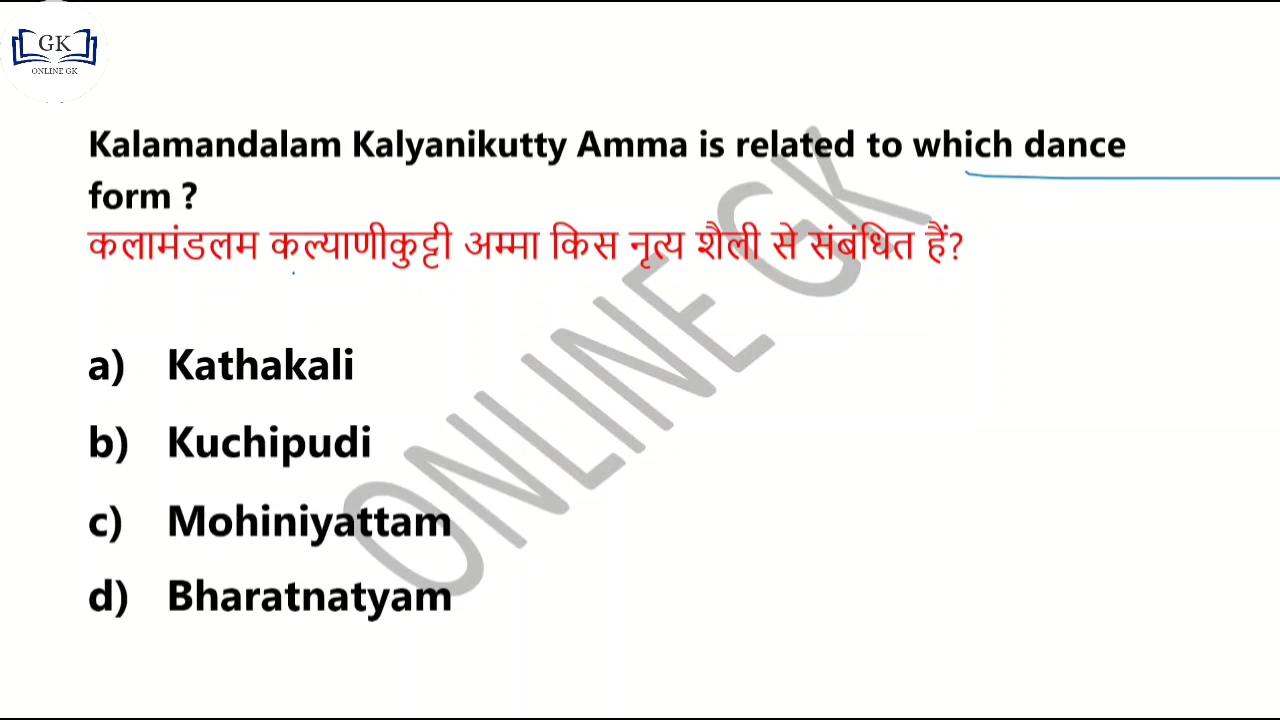 GK
ONLINE GK
Kalamandalam Kalyanikutty Amma is related to which dance
form ?
कलामंडलम कल्याणीकुट्टी अम्मा किस नृत्य शैली से संबंधित हैं?
a) Kathakali
b) Kuchipudi
c) Mohiniyattam
d) Bharatnatyam
ONLINE GK